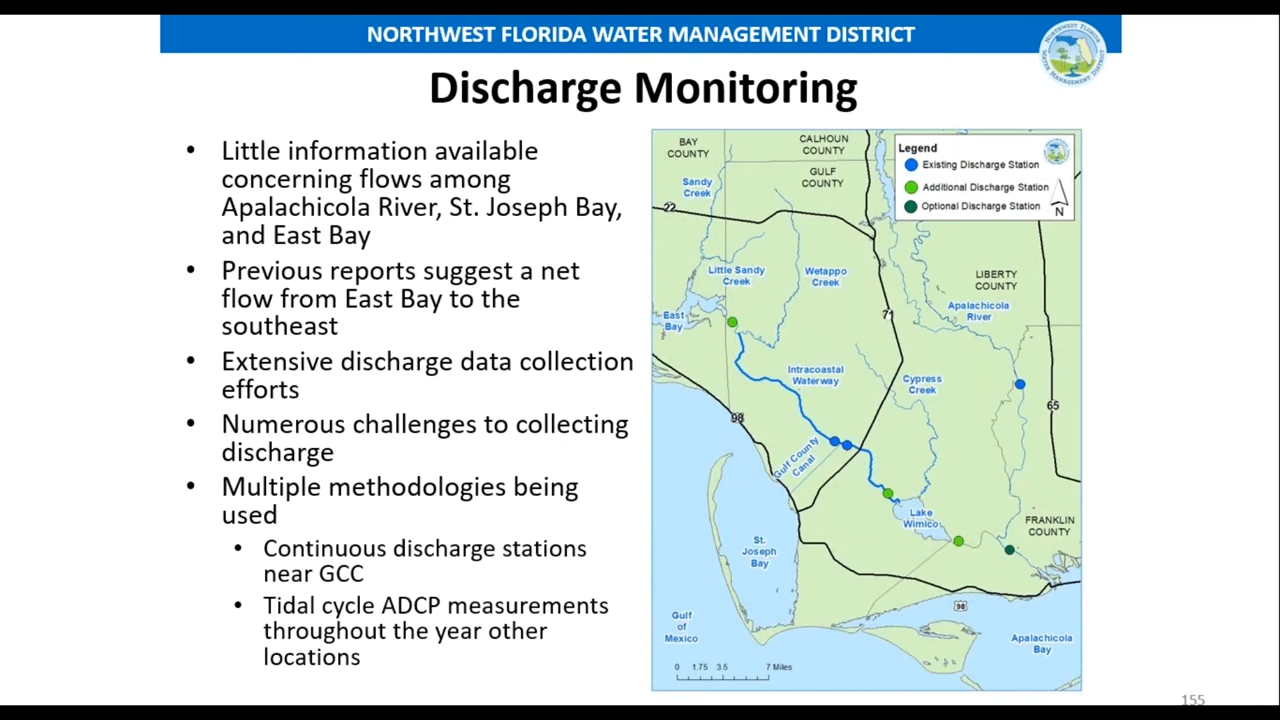 NORTHWEST FLORIDA WATER MANAGEMENT DISTRICT
Discharge Monitoring
• Little information available
concerning flows among
Apalachicola River, St. Joseph Bay,
and East Bay
• Previous reports suggest a net
flow from East Bay to the
southeast
• Extensive discharge data collection
efforts
• Numerous challenges to collecting
discharge
• Multiple methodologies being
used
• Continuous discharge stations
near GCC
• Tidal cycle ADCP measurements
throughout the year other
locations
BAY
COUNTY
CALHOUN
COUNTY
GULF
COUNTY
Legend
Existing Discharge Station
Additional Discharge Station
Optional Discharge Station
N
Sandy
Creek
22
Little Sandy
Creek
Wetappo
Creek
71
LIBERTY
COUNTY
Apalachicola
River
East
Bay
Intracoastal
Waterway
Cypress
Creek
65
98
Gulf County
Canal
Lake
Wimico
FRANKLIN
COUNTY
St.
Joseph
Bay
98
Gulf
of
Mexico
Apalachicola
Bay
0 1.75 3.5 7 Miles
155